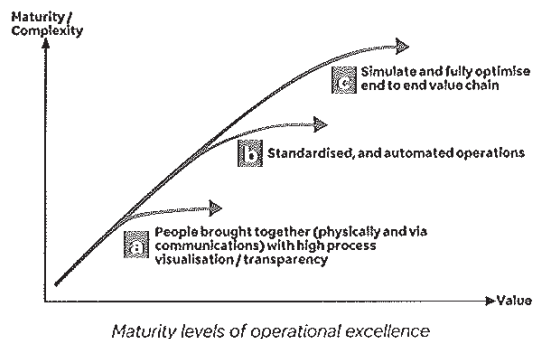 Maturity/
Complexity
c
Simulate and fully optimise
end to end value chain
b
Standardised, and automated operations
a
People brought together (physically and via
communications) with high process
visualisation / transparency
Value
Maturity levels of operational excellence